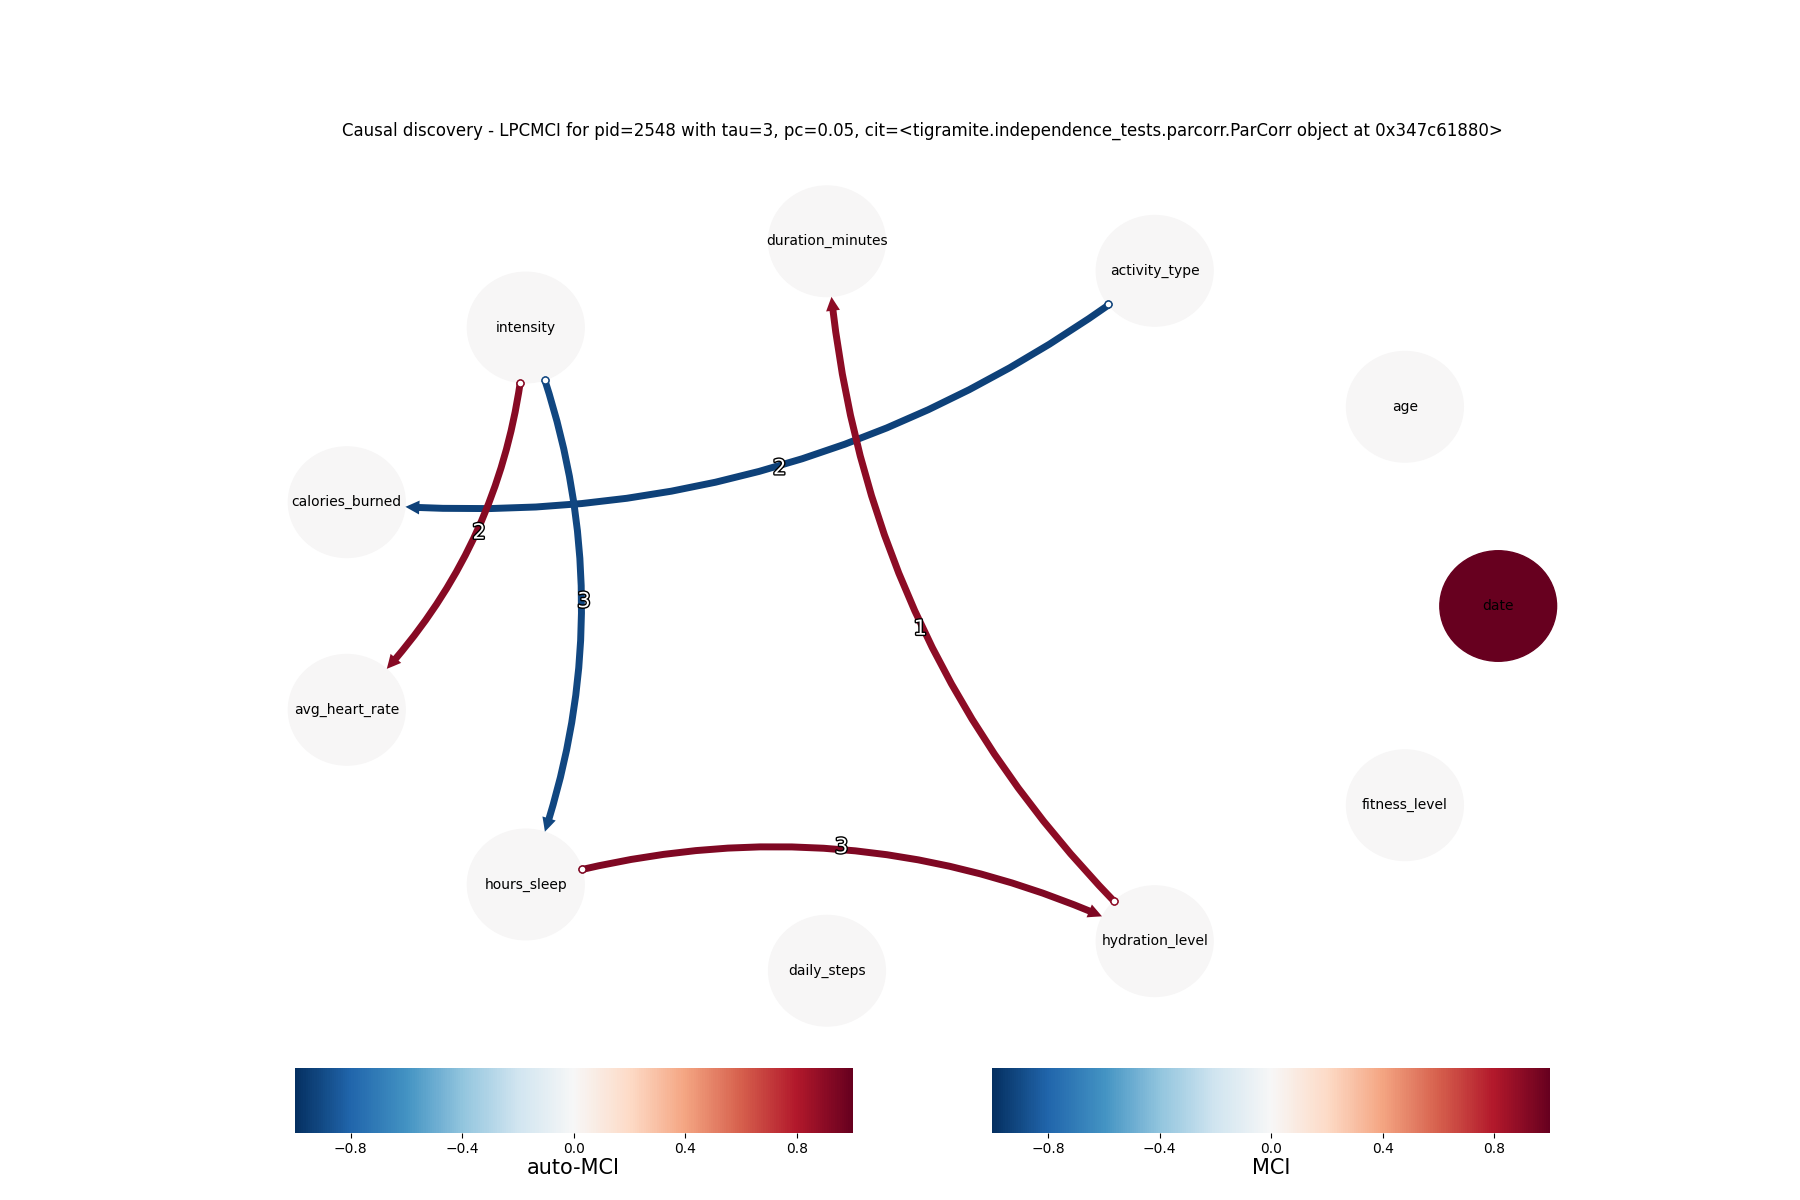 Causal discovery - LPCMCI for pid=2548 with tau=3, pc=0.05, cit=<tigramite.independence_tests.parcorr.ParCorr object at 0x347c61880>
duration_minutes
activity_type
intensity
age
2
calories_burned
2
3
date
1
avg_heart_rate
fitness_level
3
hours_sleep
hydration_level
daily_steps
−0.8 −0.4 0.0 0.4 0.8
auto-MCI
−0.8 −0.4 0.0 0.4 0.8
MCI